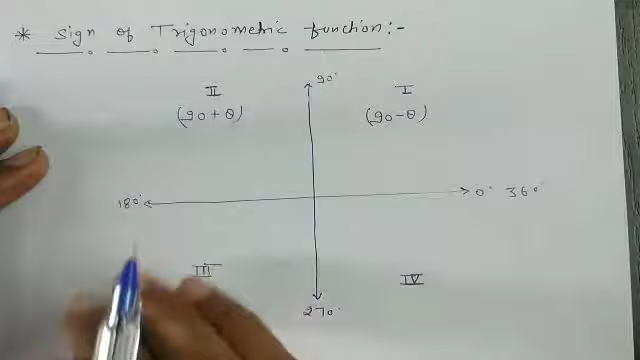 * Sign of Trigonometric function:-
90°
II
I
(90 + θ)
(90 - θ)
180°
0° 360°
III
IV
270°